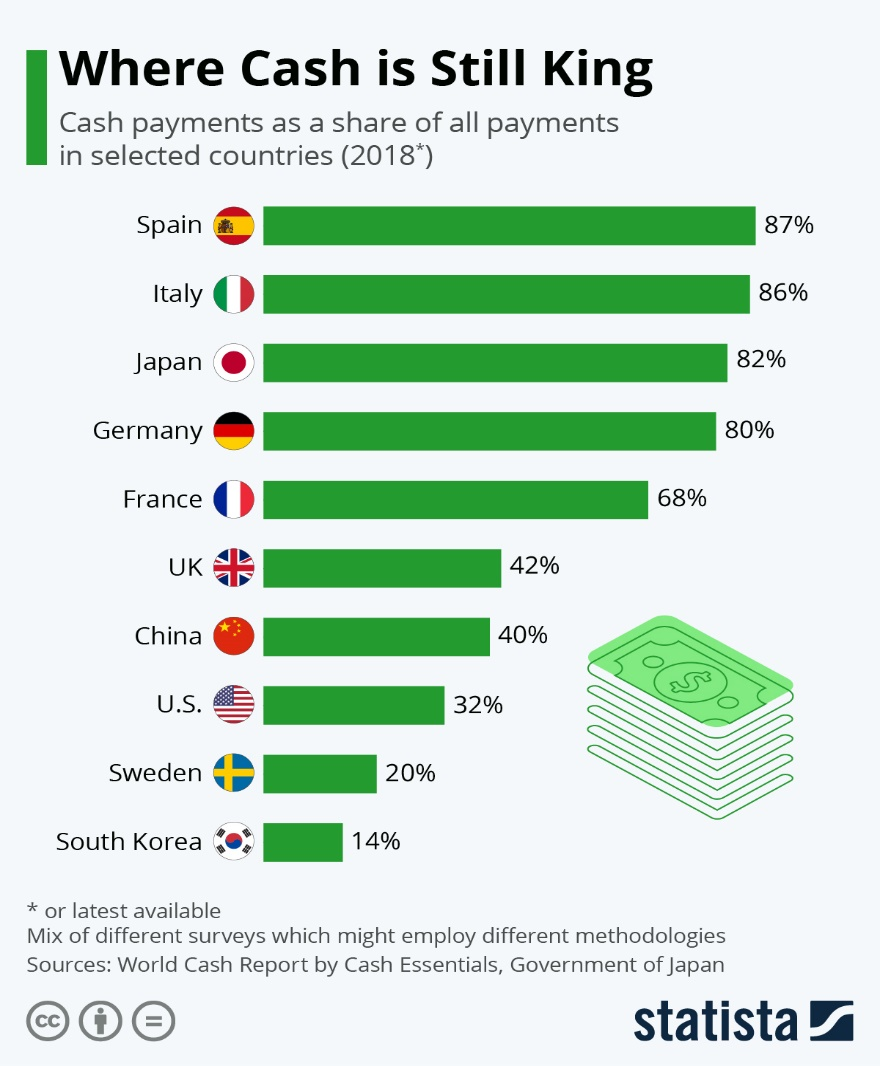 Where Cash is Still King
Cash payments as a share of all payments
in selected countries (2018*)
Spain 87%
Italy 86%
Japan 82%
Germany 80%
France 68%
UK 42%
China 40%
U.S. 32%
Sweden 20%
South Korea 14%
$
* or latest available
Mix of different surveys which might employ different methodologies
Sources: World Cash Report by Cash Essentials, Government of Japan
cc =
statista